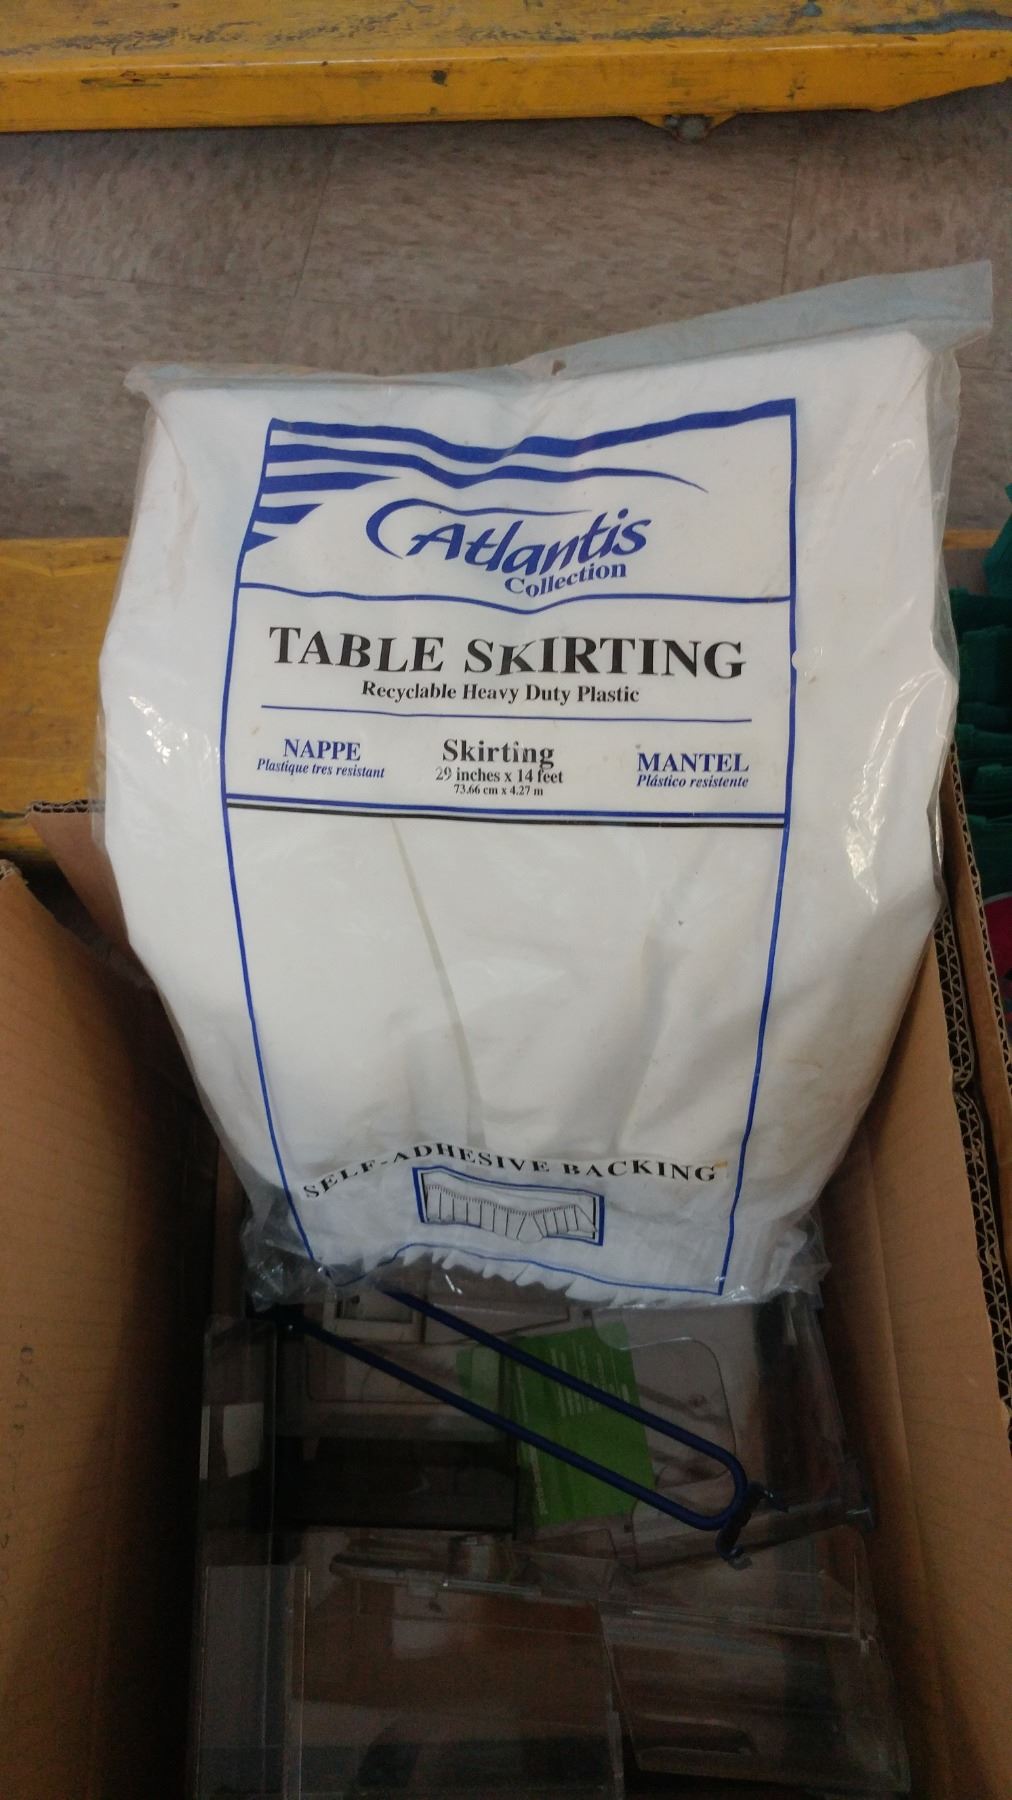 Atlantis
Collection
TABLE SKIRTING
Recyclable Heavy Duty Plastic
NAPPE
Plastique tres resistant
Skirting
29 inches x 14 feet
73.66 cm x 4.27 m
MANTEL
Plástico resistente
SELF-ADHESIVE BACKING